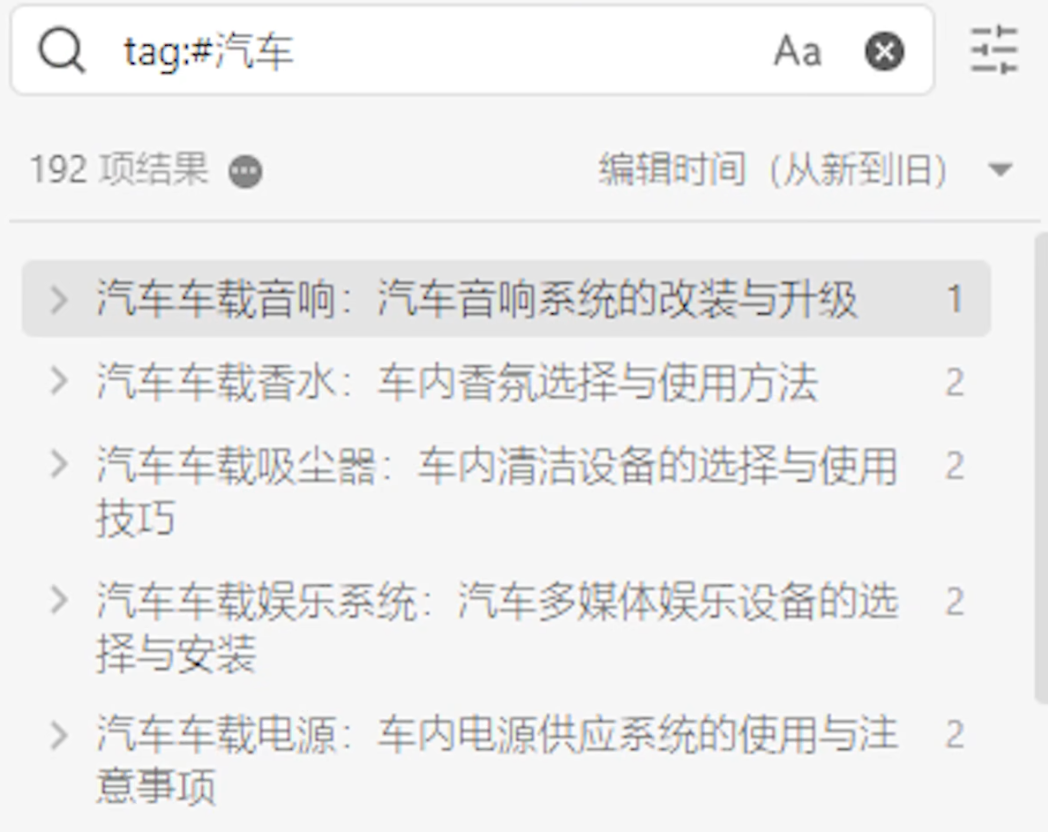 tag:#汽车 Aa
192 项结果 编辑时间（从新到旧）
汽车车载音响：汽车音响系统的改装与升级 1
汽车车载香水：车内香氛选择与使用方法 2
汽车车载吸尘器：车内清洁设备的选择与使用 2
技巧
汽车车载娱乐系统：汽车多媒体娱乐设备的选 2
择与安装
汽车车载电源：车内电源供应系统的使用与注 2
意事项